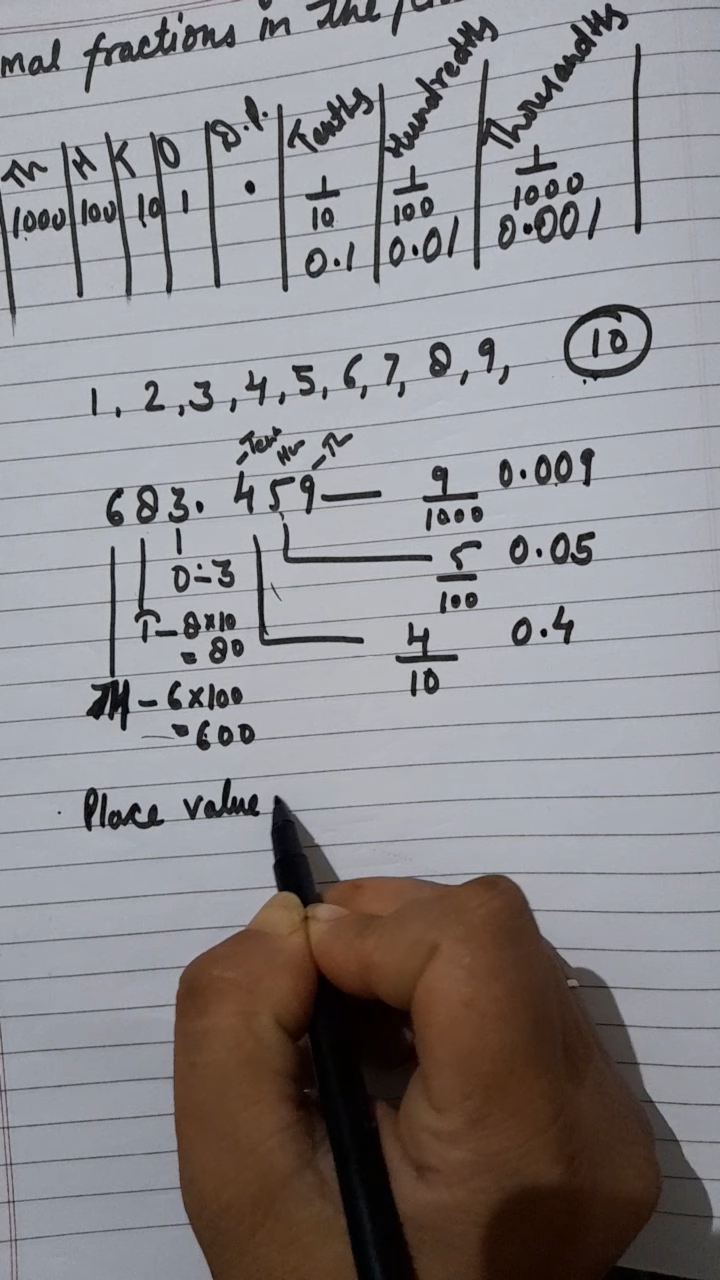 mal fractions in the
Th H T O D.P. Tenths Hundredths Thousandths
1000 100 10 1 . 1/10 1/100 1/1000
0.1 0.01 0.001
1, 2, 3, 4, 5, 6, 7, 8, 9, 10
Hu Th
683.459 — 9/1000 0.009
5/100 0.05
O - 3
T - 8×10 4/10 0.4
= 80
H - 6×100
= 600
Place value